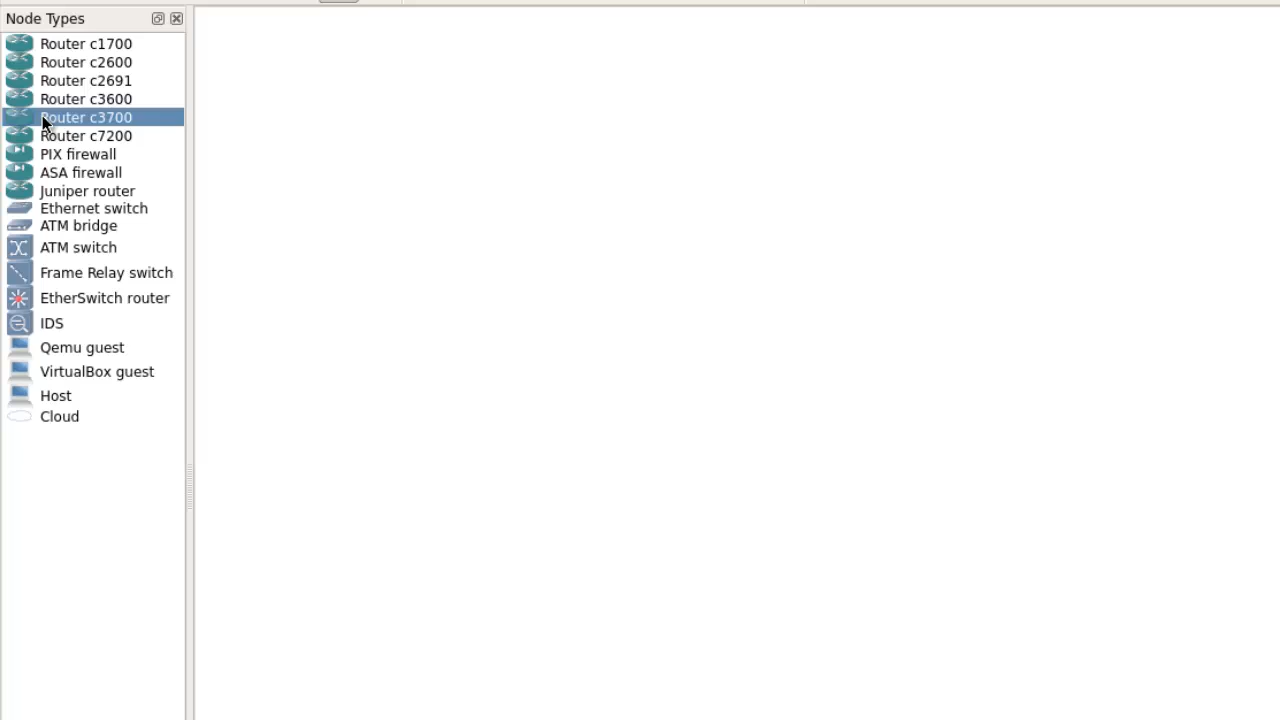 Node Types
Router c1700
Router c2600
Router c2691
Router c3600
Router c3700
Router c7200
PIX firewall
ASA firewall
Juniper router
Ethernet switch
ATM bridge
ATM switch
Frame Relay switch
EtherSwitch router
IDS
Qemu guest
VirtualBox guest
Host
Cloud